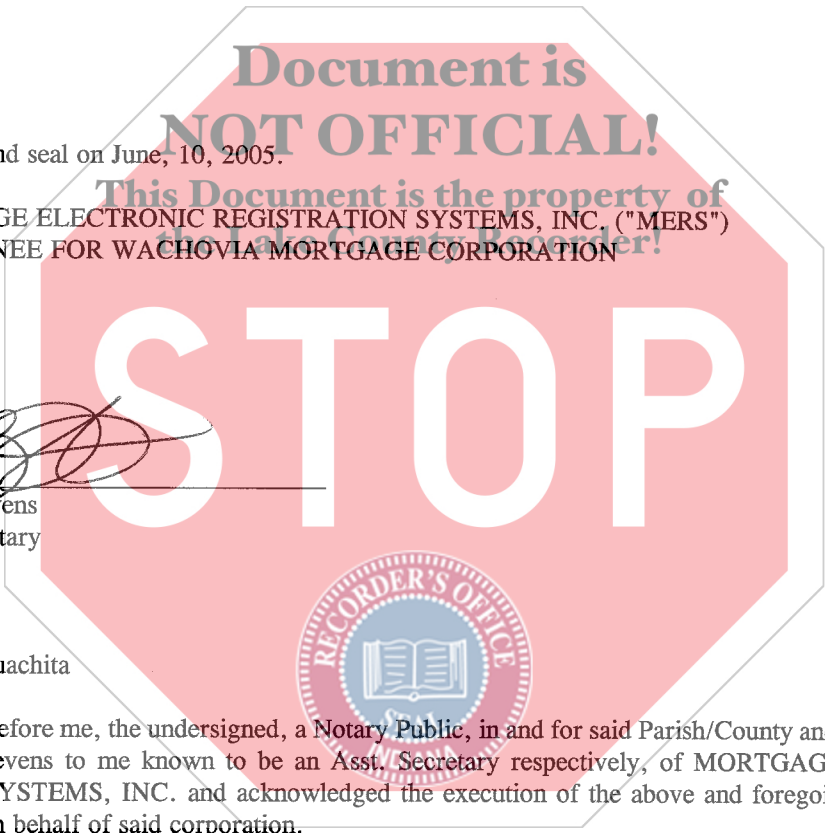 Document is
NOT OFFICIAL!
nd seal on June, 10, 2005.
This Document is the property of
GE ELECTRONIC REGISTRATION SYSTEMS, INC. ("MERS")
the Lake County Recorder!
NEE FOR WACHOVIA MORTGAGE CORPORATION
STOP
vens
tary
RECORDER'S OFFICE
SEAL
INDIANA
uachita
efore me, the undersigned, a Notary Public, in and for said Parish/County an
evens to me known to be an Asst. Secretary respectively, of MORTGAG
YSTEMS, INC. and acknowledged the execution of the above and foregoi
n behalf of said corporation.